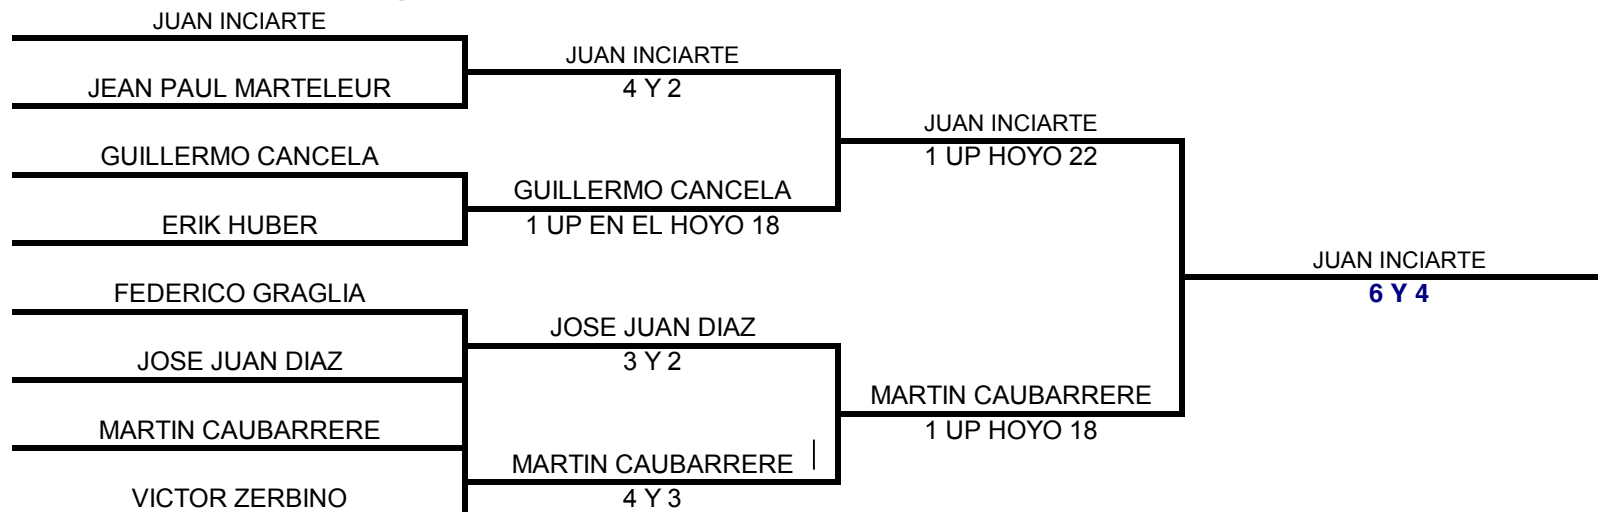 JUAN INCIARTE
JEAN PAUL MARTELEUR
GUILLERMO CANCELA
ERIK HUBER
FEDERICO GRAGLIA
JOSE JUAN DIAZ
MARTIN CAUBARRERE
VICTOR ZERBINO
JUAN INCIARTE
4 Y 2
GUILLERMO CANCELA
1 UP EN EL HOYO 18
JOSE JUAN DIAZ
3 Y 2
MARTIN CAUBARRERE
4 Y 3
JUAN INCIARTE
1 UP HOYO 22
MARTIN CAUBARRERE
1 UP HOYO 18
JUAN INCIARTE
6 Y 4